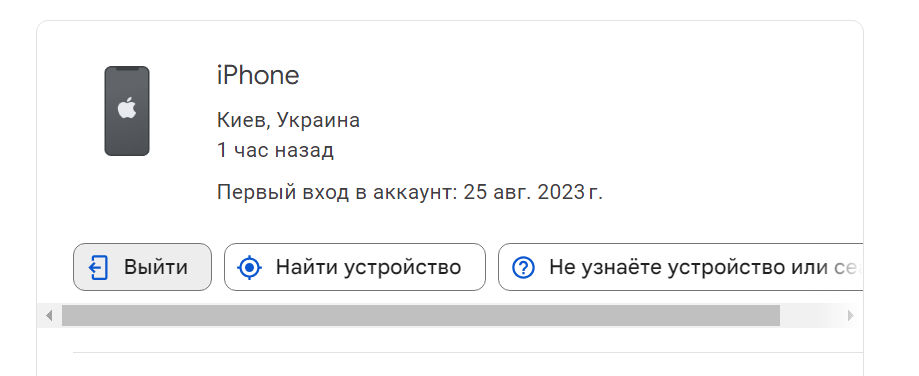 iPhone
Киев, Украина
1 час назад
Первый вход в аккаунт: 25 авг. 2023 г.
Выйти
Найти устройство
Не узнаёте устройство или